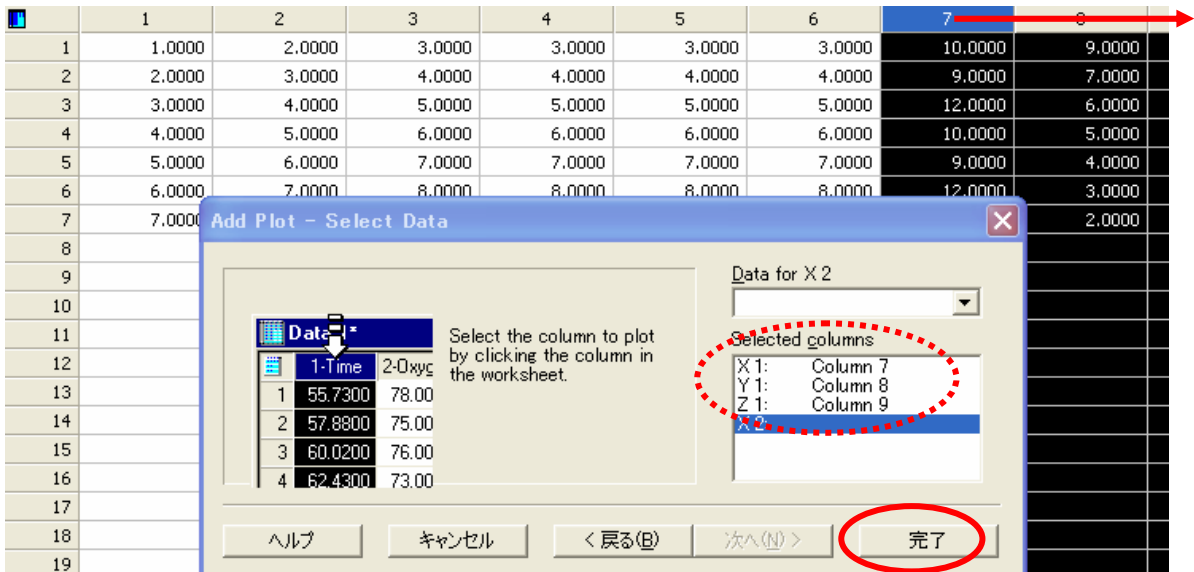 1 2 3 4 5 6 7 8
1 1.0000 2.0000 3.0000 3.0000 3.0000 3.0000 10.0000 9.0000
2 2.0000 3.0000 4.0000 4.0000 4.0000 4.0000 9.0000 7.0000
3 3.0000 4.0000 5.0000 5.0000 5.0000 5.0000 12.0000 6.0000
4 4.0000 5.0000 6.0000 6.0000 6.0000 6.0000 10.0000 5.0000
5 5.0000 6.0000 7.0000 7.0000 7.0000 7.0000 9.0000 4.0000
6 6.0000 7.0000 8.0000 8.0000 8.0000 8.0000 12.0000 3.0000
7 7.0000 2.0000
8
9
10
11
12
13
14
15
16
17
18
19
Add Plot - Select Data
Data 1*
1-Time 2-Oxyg
1 55.7300 78.00
2 57.8800 75.00
3 60.0200 76.00
4 62.4300 73.00
Select the column to plot
by clicking the column in
the worksheet.
Data for X 2
Selected columns
X 1: Column 7
Y 1: Column 8
Z 1: Column 9
X 2:
ヘルプ
キャンセル
< 戻る(B)
次へ(N) >
完了